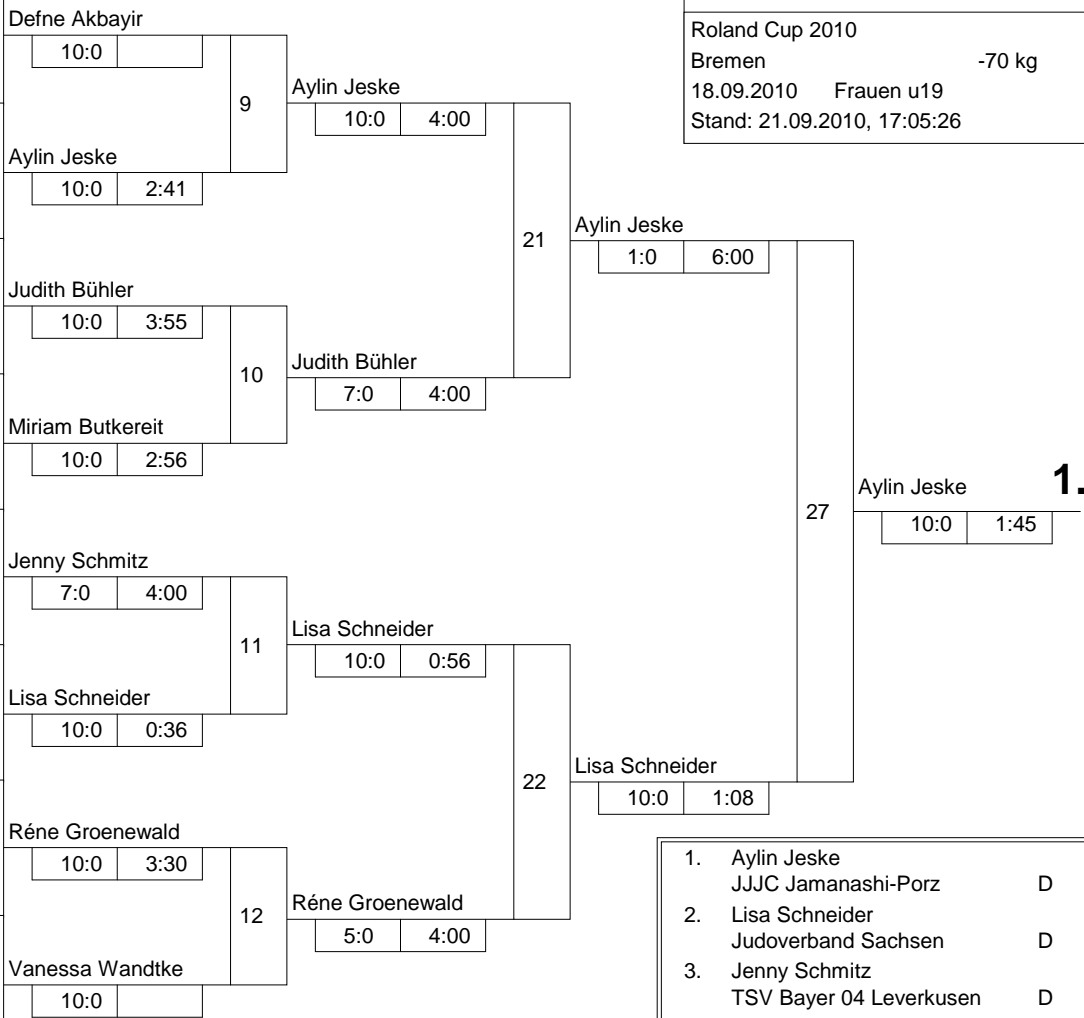 Defne Akbayir
10:0
9
Aylin Jeske
10:0 2:41
Aylin Jeske
10:0 4:00
Judith Bühler
10:0 3:55
10
Miriam Butkereit
10:0 2:56
Judith Bühler
7:0 4:00
21
Aylin Jeske
1:0 6:00
Jenny Schmitz
7:0 4:00
11
Lisa Schneider
10:0 0:36
Lisa Schneider
10:0 0:56
Réne Groenewald
10:0 3:30
12
Vanessa Wandtke
10:0
Réne Groenewald
5:0 4:00
22
Lisa Schneider
10:0 1:08
27
Aylin Jeske 1.
10:0 1:45
Roland Cup 2010
Bremen -70 kg
18.09.2010 Frauen u19
Stand: 21.09.2010, 17:05:26
1. Aylin Jeske
JJJC Jamanashi-Porz D
2. Lisa Schneider
Judoverband Sachsen D
3. Jenny Schmitz
TSV Bayer 04 Leverkusen D